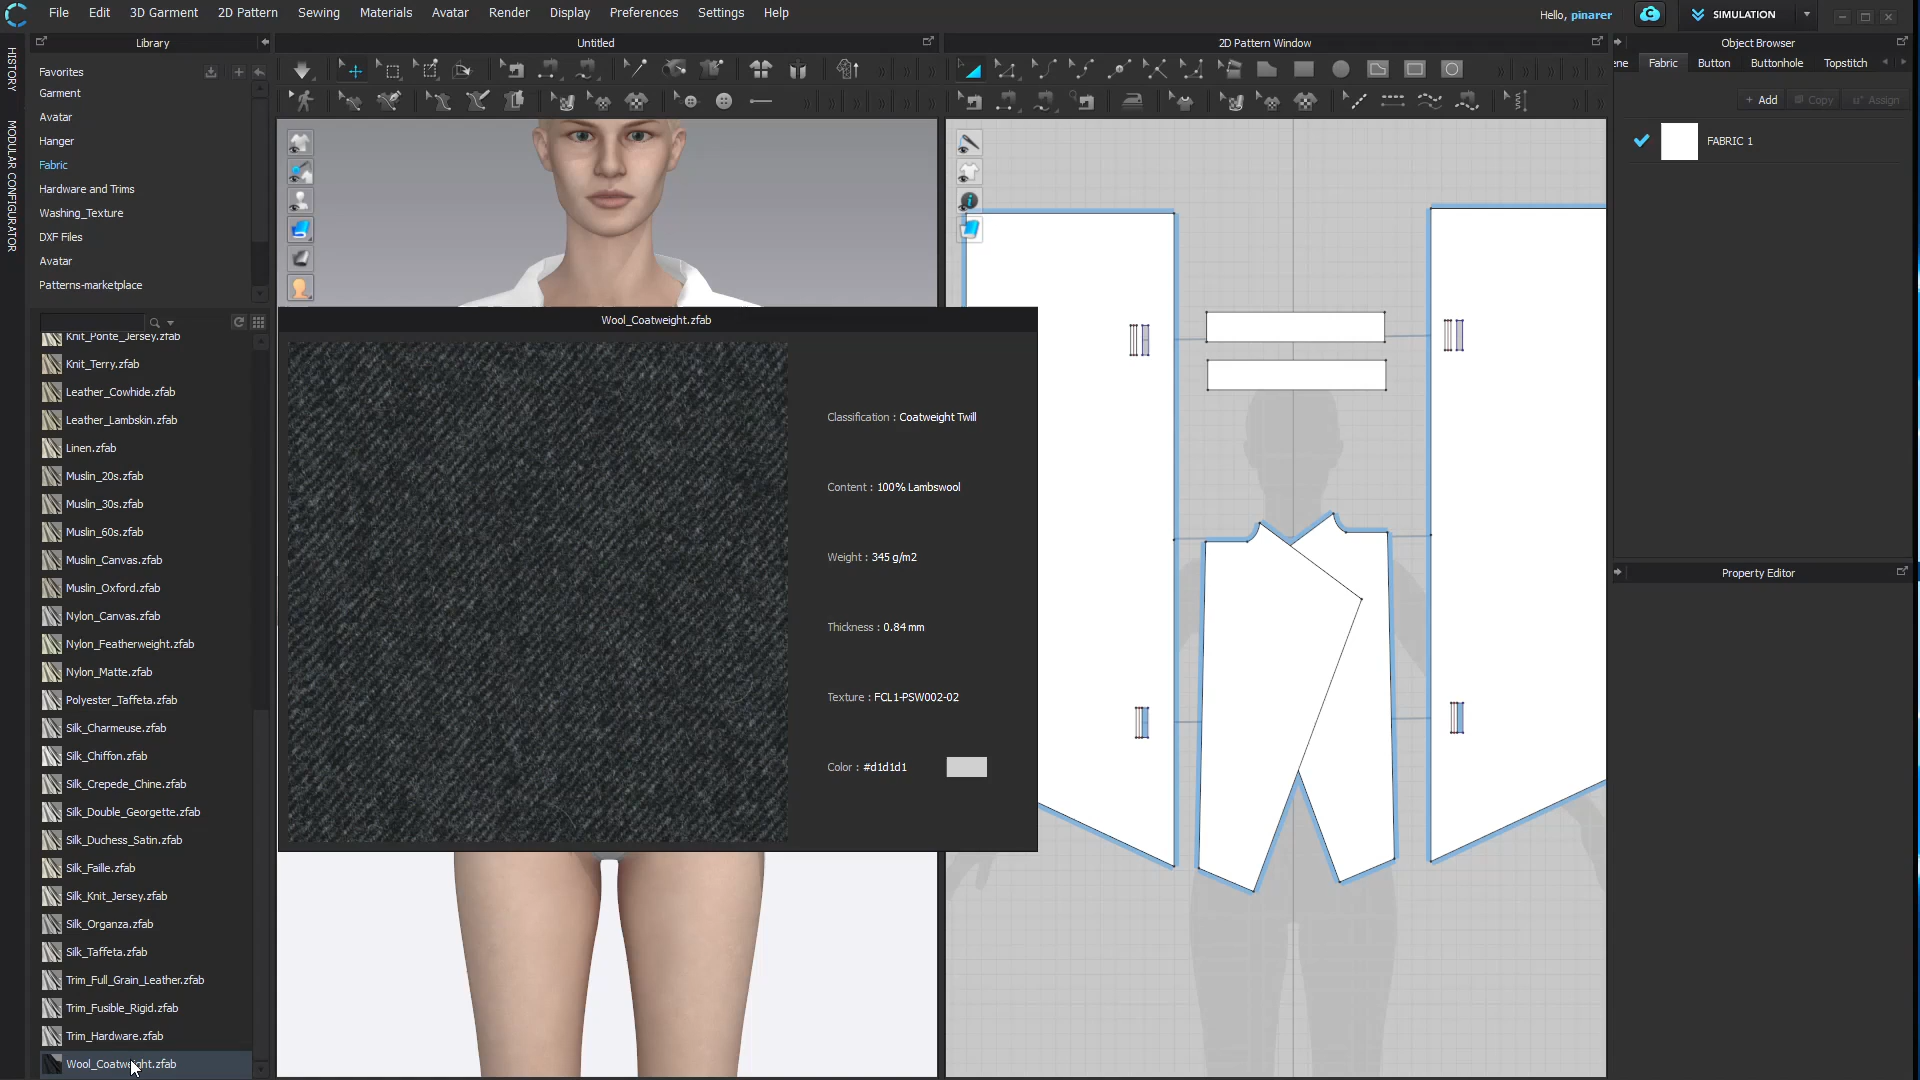 File Edit 3D Garment 2D Pattern Sewing Materials Avatar Render Display Preferences Settings Help
Hello, pinarer
SIMULATION
Library
Untitled
2D Pattern Window
Object Browser
HISTORY
MODULAR CONFIGURATOR
Favorites
Garment
Avatar
Hanger
Fabric
Hardware and Trims
Washing_Texture
DXF Files
Avatar
Patterns-marketplace
Knit_Ponte_Jersey.zfab
Knit_Terry.zfab
Leather_Cowhide.zfab
Leather_Lambskin.zfab
Linen.zfab
Muslin_20s.zfab
Muslin_30s.zfab
Muslin_60s.zfab
Muslin_Canvas.zfab
Muslin_Oxford.zfab
Nylon_Canvas.zfab
Nylon_Featherweight.zfab
Nylon_Matte.zfab
Polyester_Taffeta.zfab
Silk_Charmeuse.zfab
Silk_Chiffon.zfab
Silk_Crepede_Chine.zfab
Silk_Double_Georgette.zfab
Silk_Duchess_Satin.zfab
Silk_Faille.zfab
Silk_Knit_Jersey.zfab
Silk_Organza.zfab
Silk_Taffeta.zfab
Trim_Full_Grain_Leather.zfab
Trim_Fusible_Rigid.zfab
Trim_Hardware.zfab
Wool_Coatweight.zfab
Wool_Coatweight.zfab
Classification : Coatweight Twill
Content : 100% Lambswool
Weight : 345 g/m2
Thickness : 0.84 mm
Texture : FCL1-PSW002-02
Color : #d1d1d1
ene Fabric Button Buttonhole Topstitch
+ Add Copy Assign
FABRIC 1
Property Editor